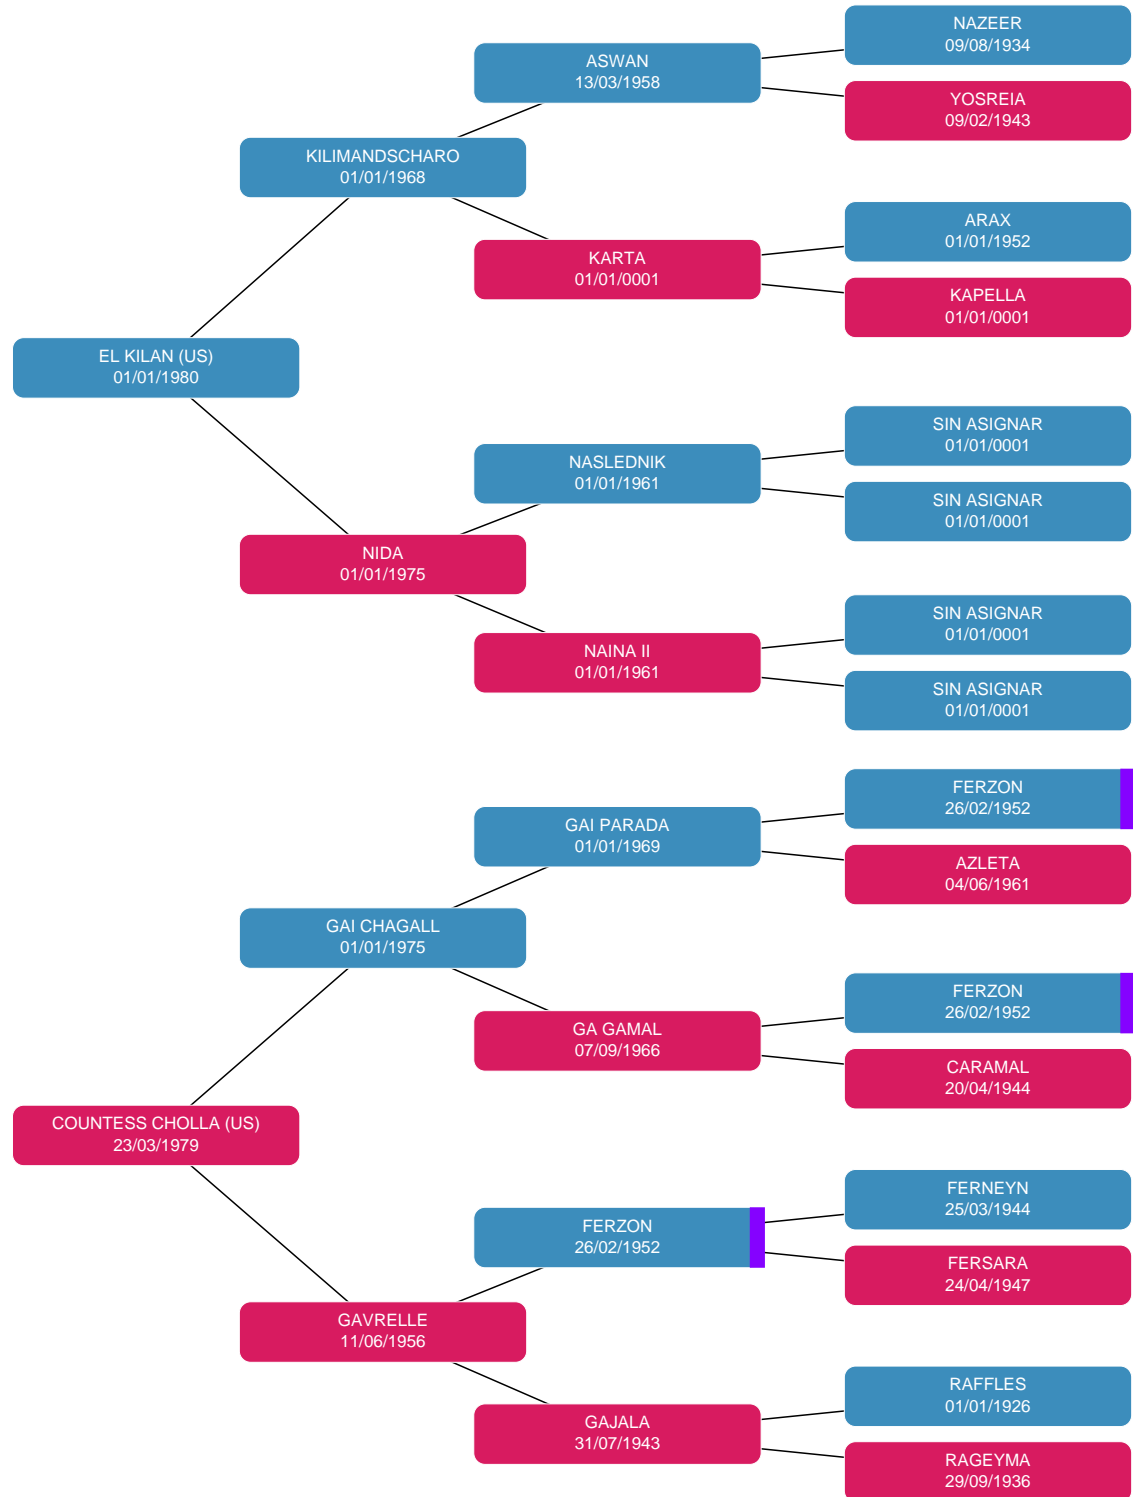 NAZEER
09/08/1934
ASWAN
13/03/1958
YOSREIA
09/02/1943
KILIMANDSCHARO
01/01/1968
ARAX
01/01/1952
KARTA
01/01/0001
KAPELLA
01/01/0001
EL KILAN (US)
01/01/1980
SIN ASIGNAR
01/01/0001
NASLEDNIK
01/01/1961
SIN ASIGNAR
01/01/0001
NIDA
01/01/1975
SIN ASIGNAR
01/01/0001
NAINA II
01/01/1961
SIN ASIGNAR
01/01/0001
FERZON
26/02/1952
GAI PARADA
01/01/1969
AZLETA
04/06/1961
GAI CHAGALL
01/01/1975
FERZON
26/02/1952
GA GAMAL
07/09/1966
CARAMAL
20/04/1944
COUNTESS CHOLLA (US)
23/03/1979
FERNEYN
25/03/1944
FERZON
26/02/1952
FERSARA
24/04/1947
GAVRELLE
11/06/1956
RAFFLES
01/01/1926
GAJALA
31/07/1943
RAGEYMA
29/09/1936